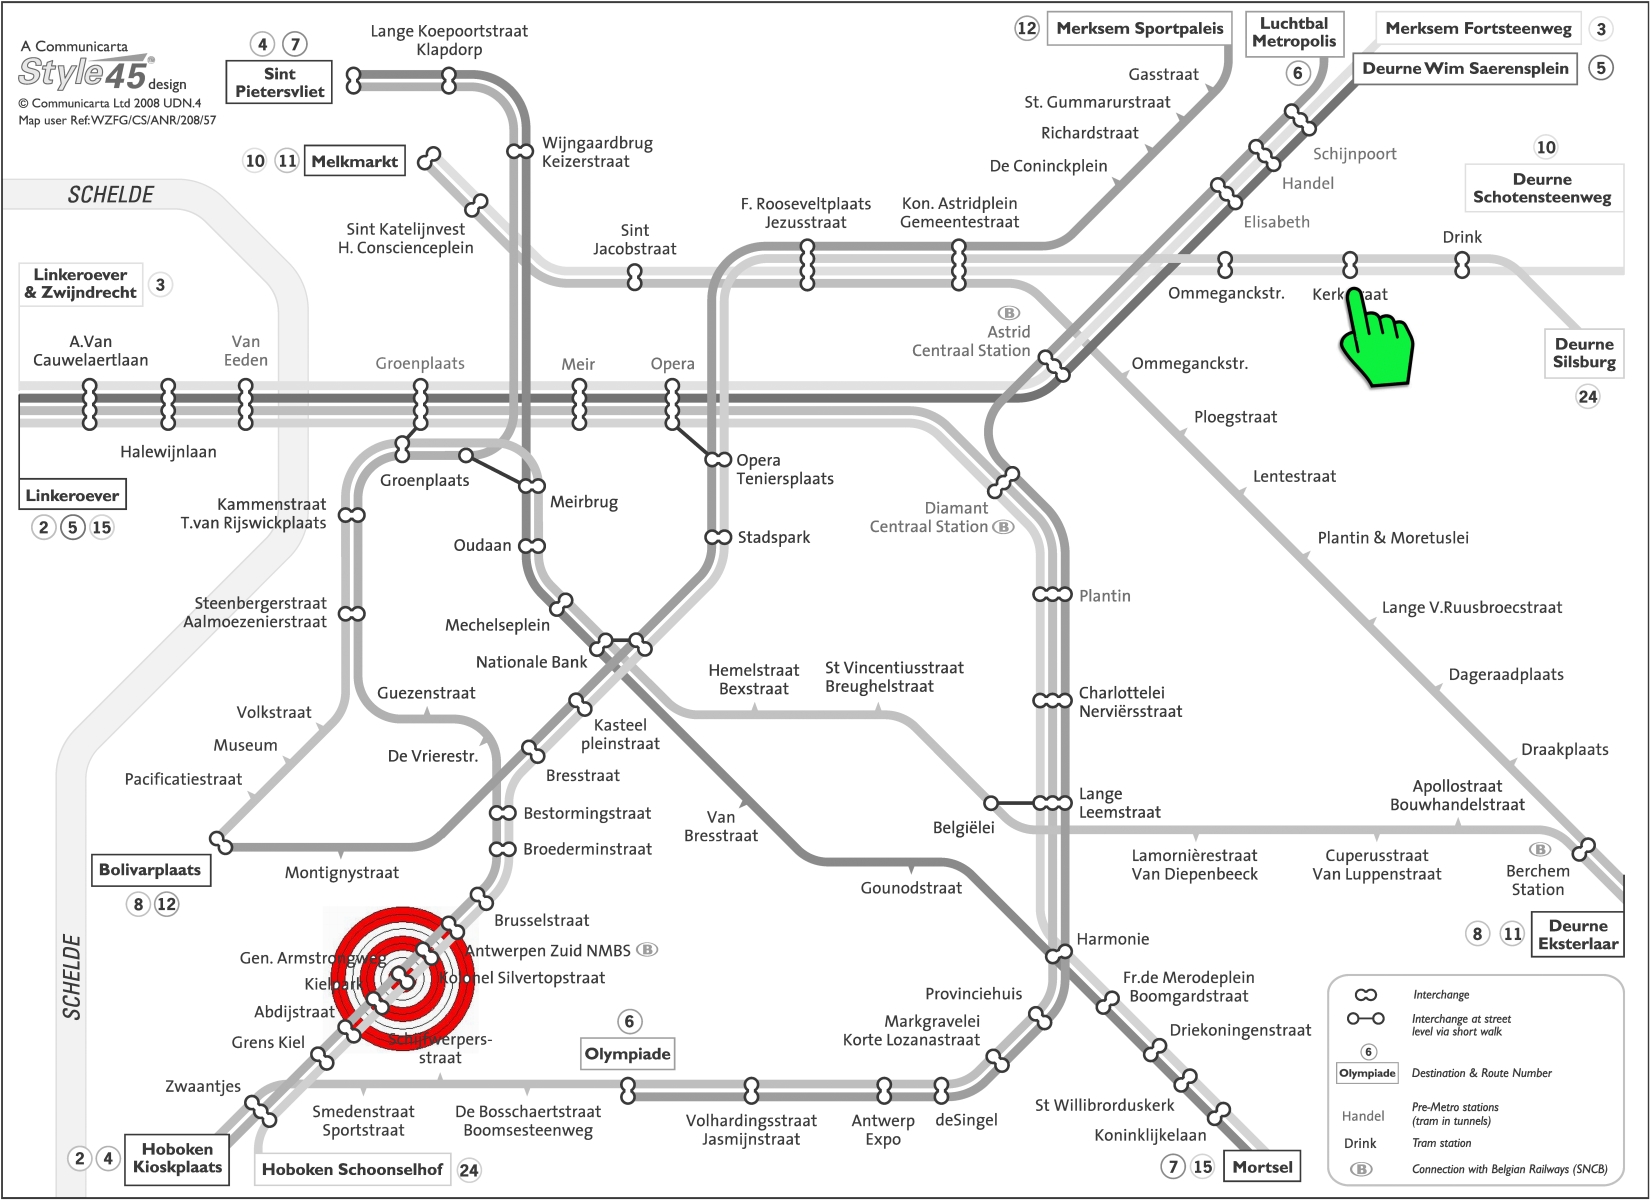 A Communicarta
Style45
design
© Communicarta Ltd 2008 UDN.4
Map user Ref:WZFG/CS/ANR/208/57
4 7
Sint
Pietersvliet
Lange Koepoortstraat
Klapdorp
Wijngaardbrug
Keizerstraat
10 11 Melkmarkt
Sint Katelijnvest
H. Conscienceplein
Sint
Jacobstraat
F. Rooseveltplaats
Jezusstraat
Kon. Astridplein
Gemeentestraat
12 Merksem Sportpaleis
Luchtbal
Metropolis
6
Merksem Fortsteenweg 3
Deurne Wim Saerensplein 5
Gasstraat
St. Gummarurstraat
Richardstraat
De Coninckplein
Schijnpoort
Handel
Elisabeth
10
Deurne
Schotensteenweg
Drink
Ommeganckstr.
Deurne
Silsburg
24
SCHELDE
Linkeroever
& Zwijndrecht
3
A.Van
Cauwelaertlaan
Van
Eeden
Halewijnlaan
Linkeroever
2 5 15
Groenplaats
Meir
Opera
B
Astrid
Centraal Station
Ommeganckstr.
Ploegstraat
Lentestraat
Plantin & Moretuslei
Lange V.Ruusbroecstraat
Dageraadplaats
Draakplaats
Groenplaats
Kammenstraat
T.van Rijswickplaats
Meirbrug
Oudaan
Opera
Teniersplaats
Stadspark
Diamant
Centraal Station B
Plantin
Steenbergerstraat
Aalmoezenierstraat
Mechelseplein
Nationale Bank
Hemelstraat
Bexstraat
St Vincentiusstraat
Breughelstraat
Charlottelei
Nerviërsstraat
Guezenstraat
Volkstraat
Museum
Pacificatiestraat
De Vrierestr.
Kasteel
pleinstraat
Bresstraat
Bestormingstraat
Broederminstraat
Van
Bresstraat
Belgiëlei
Lange
Leemstraat
Apollostraat
Bouwhandelstraat
Lamornièrestraat
Van Diepenbeeck
Cuperusstraat
Van Luppenstraat
B
Berchem
Station
8 11 Deurne
Eksterlaar
Bolivarplaats
8 12
Montignystraat
Gounodstraat
Brusselstraat
Antwerpen Zuid NMBS B
Gen. Armstrongweg
Abdijstraat
Grens Kiel
Zwaantjes
straat
SCHELDE
2 4 Hoboken
Kioskplaats
Hoboken Schoonselhof 24
Smedenstraat
Sportstraat
De Bosschaertstraat
Boomsesteenweg
6
Olympiade
Volhardingsstraat
Jasmijnstraat
Antwerp
Expo
deSingel
Harmonie
Provinciehuis
Markgravelei
Korte Lozanastraat
Fr.de Merodeplein
Boomgardstraat
Driekoningenstraat
St Willibrorduskerk
Koninklijkelaan
7 15 Mortsel
Interchange
Interchange at street
level via short walk
6
Olympiade Destination & Route Number
Handel Pre-Metro stations
(tram in tunnels)
Drink Tram station
B Connection with Belgian Railways (SNCB)